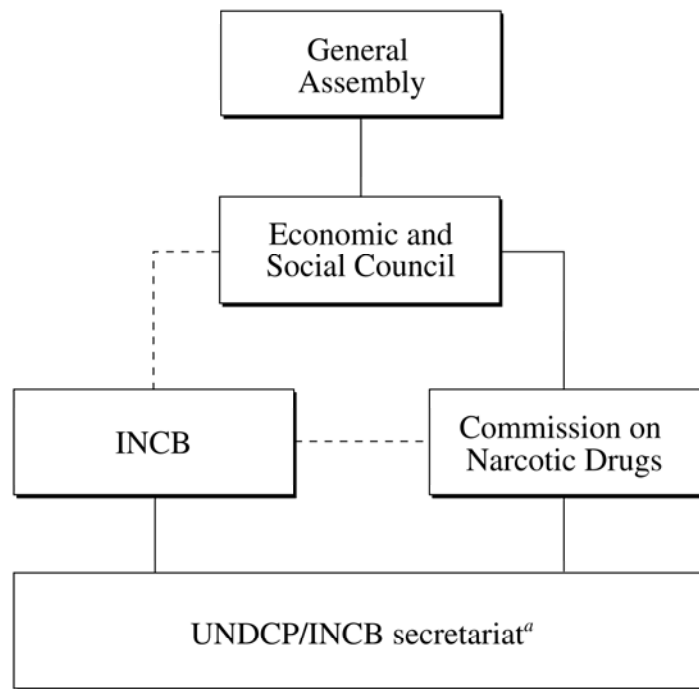 General
Assembly
Economic and
Social Council
INCB
Commission on
Narcotic Drugs
UNDCP/INCB secretariatᵃ